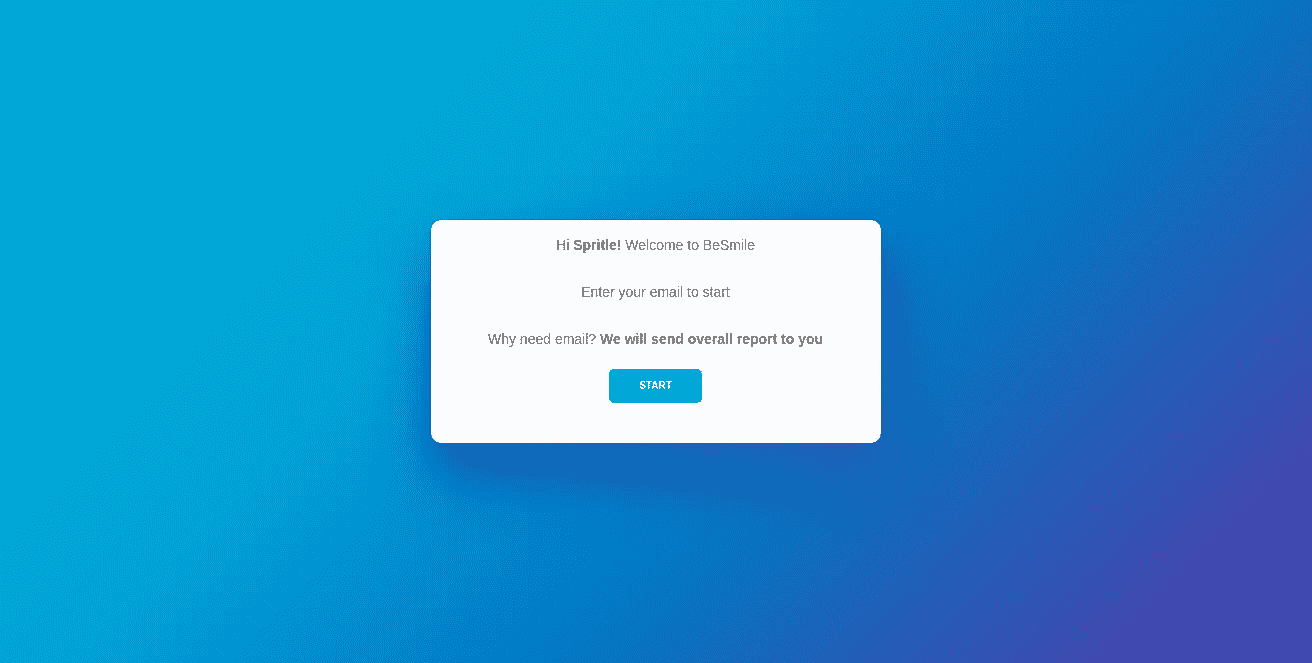 Hi Spritle! Welcome to BeSmile
Enter your email to start
Why need email? We will send overall report to you
START